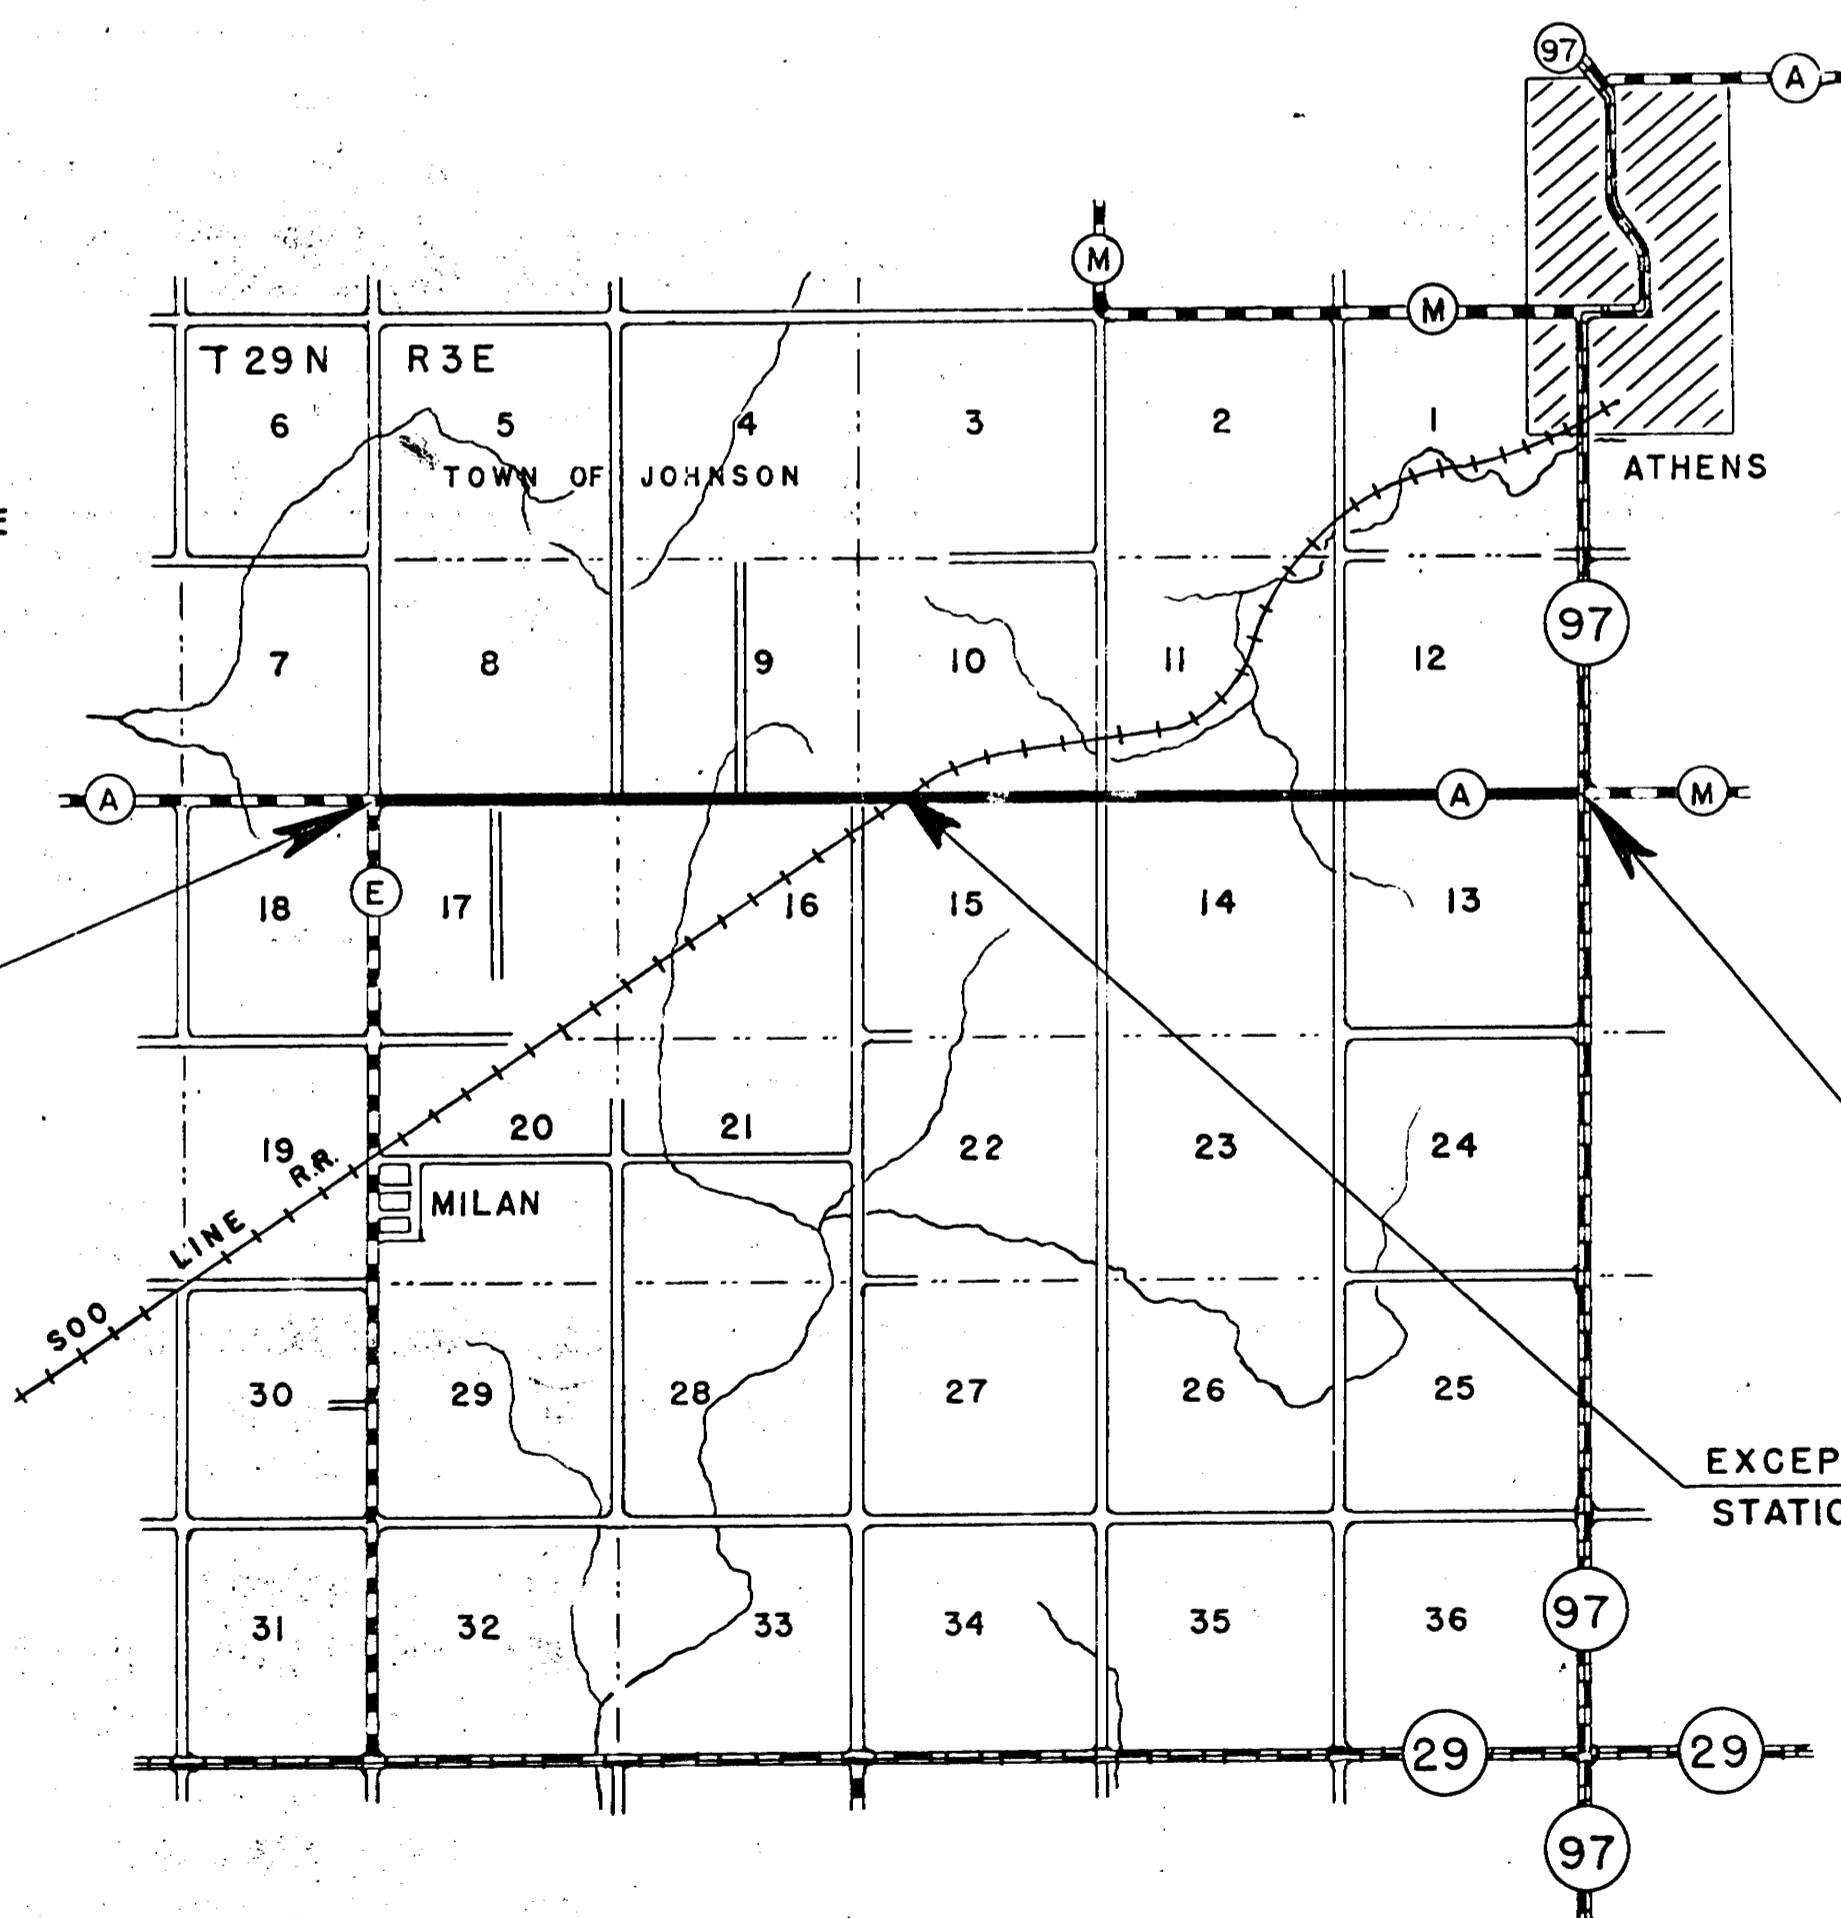 97
A
M
M
T 29 N R 3 E
6 5 4 3 2 1
TOWN OF JOHNSON
ATHENS
97
7 8 9 10 11 12
A A M
E
18 17 16 15 14 13
19 20 21 22 23 24
SOO LINE R.R.
MILAN
30 29 28 27 26 25
EXCEP
STATIO
97
31 32 33 34 35 36
29 29
97